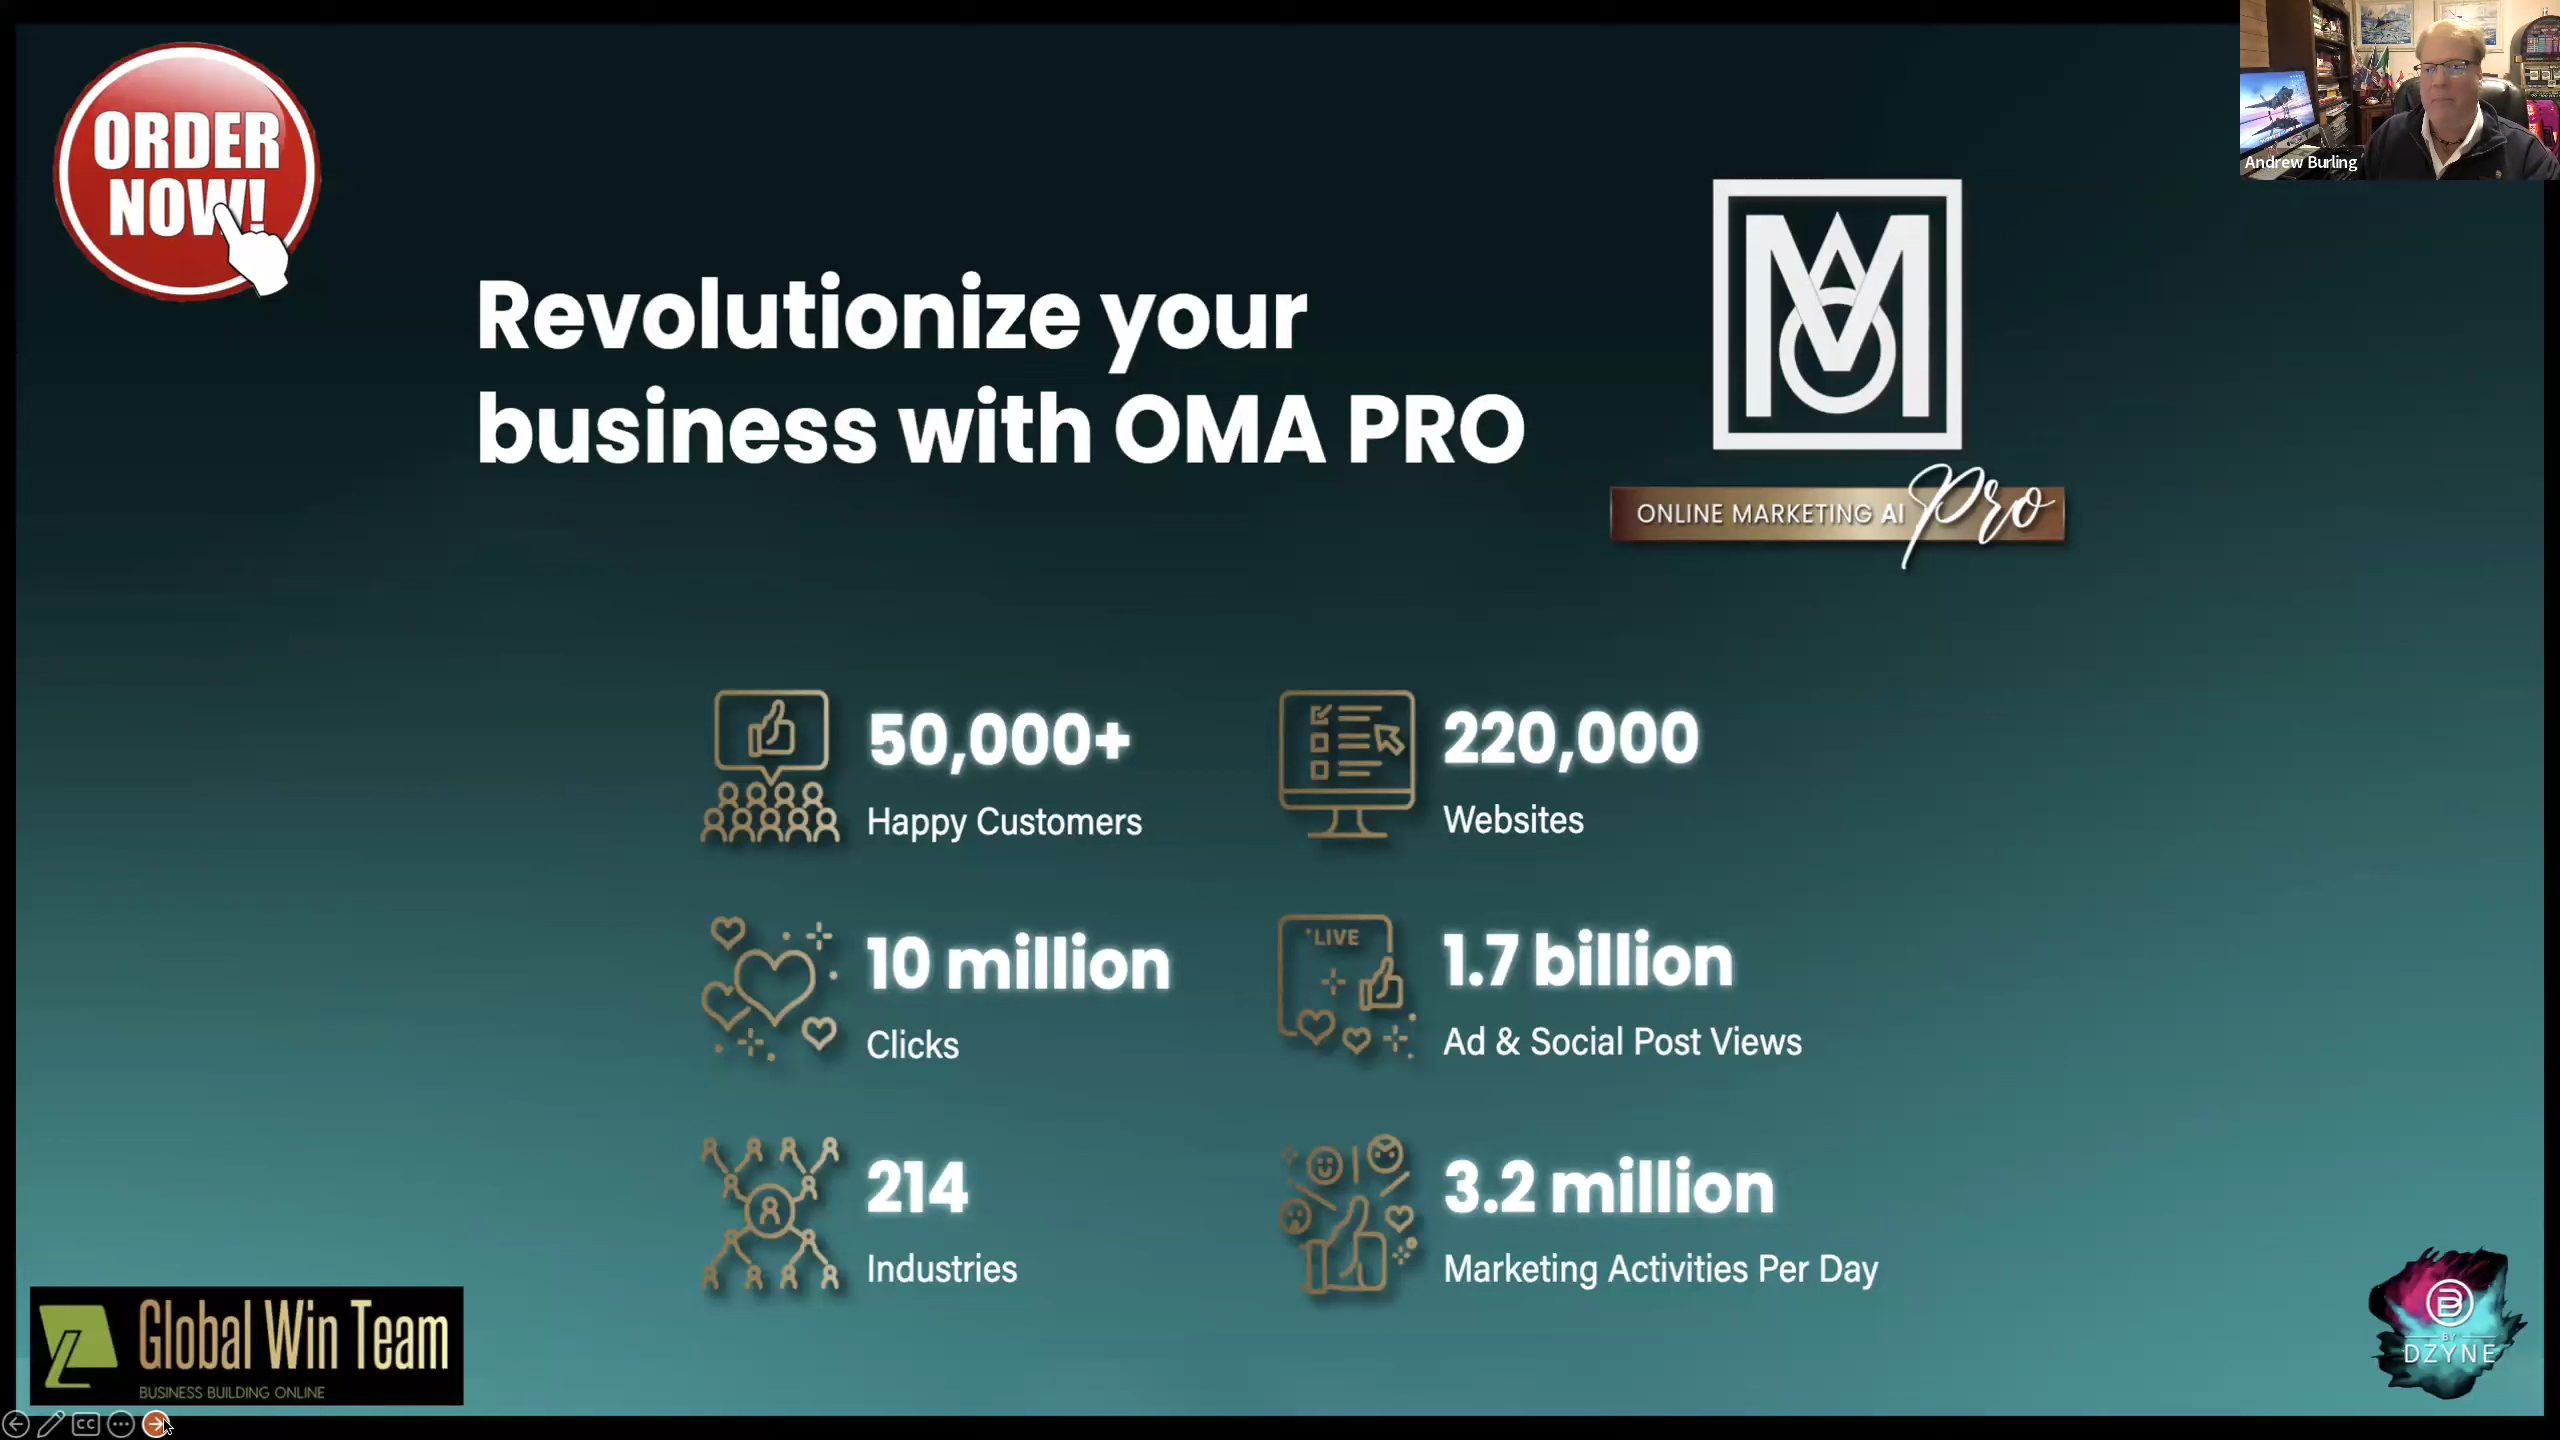 ORDER
NOW!
Andrew Burling
Revolutionize your
business with OMA PRO
ONLINE MARKETING AI Pro
50,000+
Happy Customers
220,000
Websites
10 million
Clicks
*LIVE
1.7 billion
Ad & Social Post Views
214
Industries
3.2 million
Marketing Activities Per Day
Global Win Team
BUSINESS BUILDING ONLINE
B
BY
DZYNE
CC